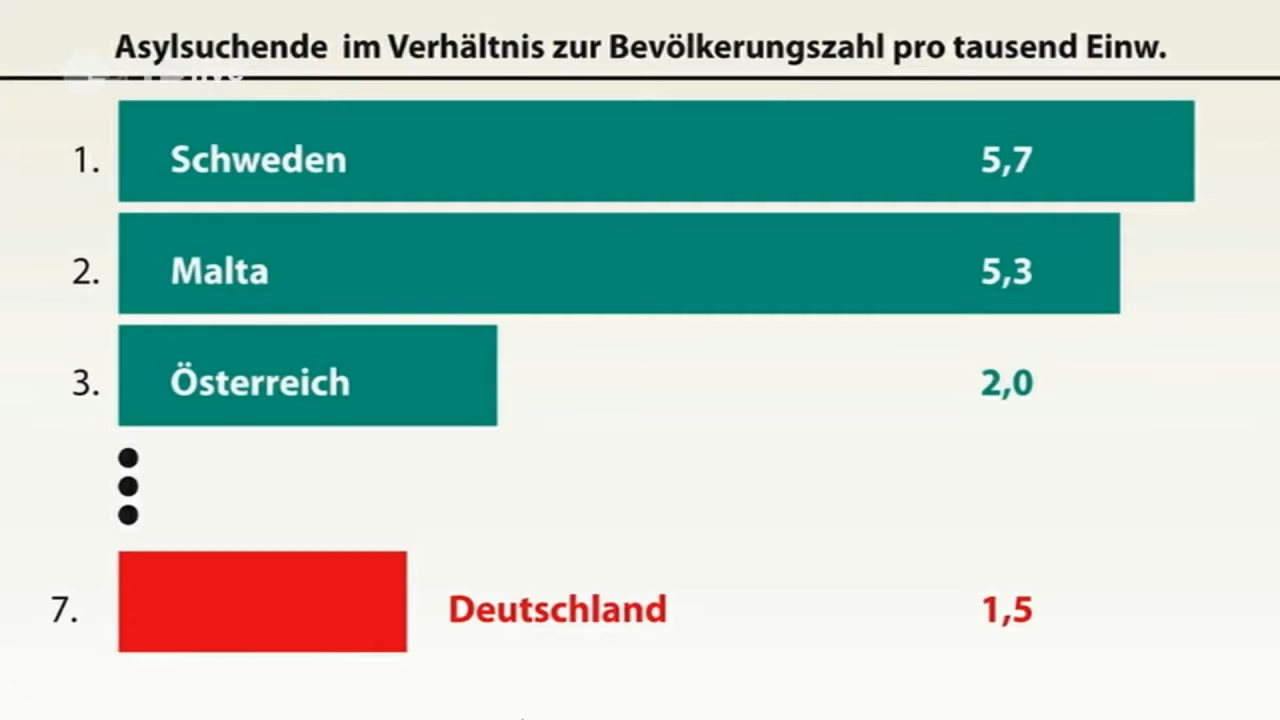 Asylsuchende im Verhältnis zur Bevölkerungszahl pro tausend Einw.
1. Schweden 5,7
2. Malta 5,3
3. Österreich 2,0
7. Deutschland 1,5